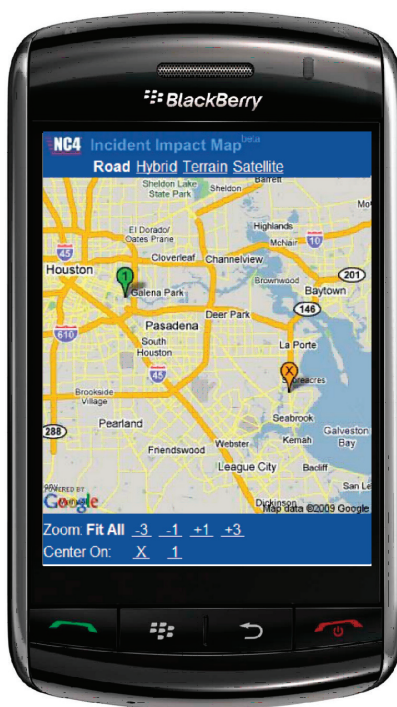 BlackBerry
NC4 Incident Impact Map beta
Road Hybrid Terrain Satellite
Sheldon Lake
State Park
Sheldon
Barrett
El Dorado/
Oates Prane
Highlands
McNair
10
45
Cloverleaf
Channelview
Houston
1
Galena Park
Brownwood
Baytown
201
146
Deer Park
Pasadena
610
South
Houston
La Porte
45
X
Shoreacres
Brookside
Village
288
Pearland
Seabrook
Friendswood
Webster
Kemah
Galveston
Bay
League City
Bacliff
San Le
POWERED BY
Google
Dickinson
Map data ©2009 Google
Zoom: Fit All -3 -1 +1 +3
Center On: X 1